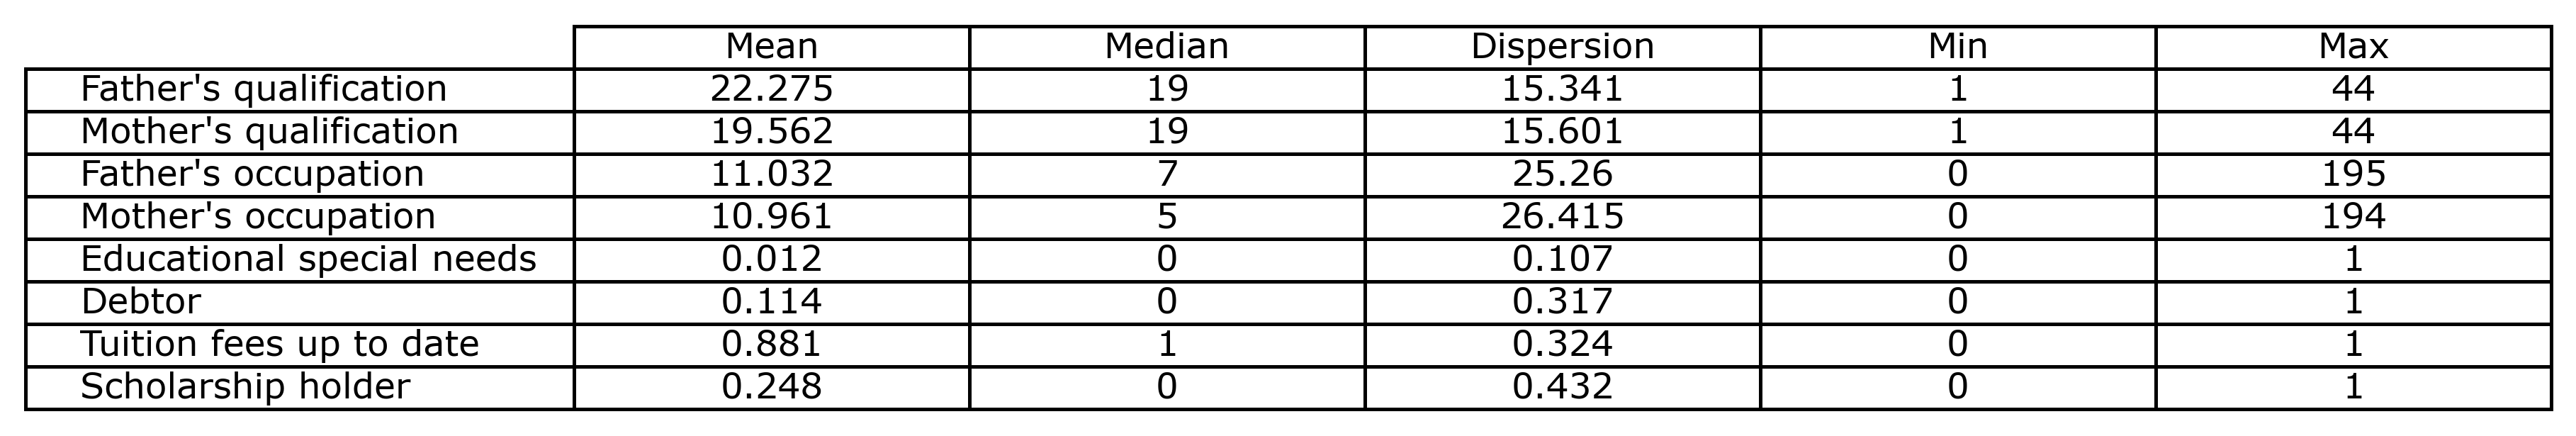 Mean Median Dispersion Min Max
Father's qualification 22.275 19 15.341 1 44
Mother's qualification 19.562 19 15.601 1 44
Father's occupation 11.032 7 25.26 0 195
Mother's occupation 10.961 5 26.415 0 194
Educational special needs 0.012 0 0.107 0 1
Debtor 0.114 0 0.317 0 1
Tuition fees up to date 0.881 1 0.324 0 1
Scholarship holder 0.248 0 0.432 0 1